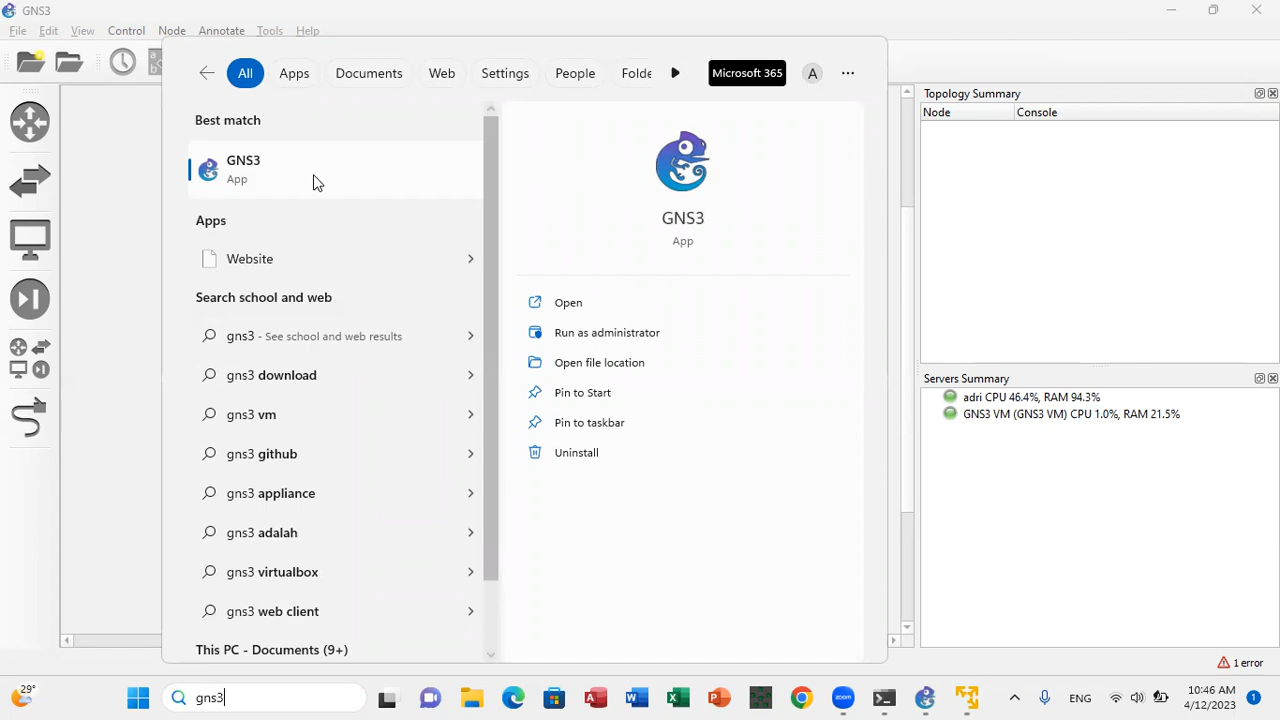 GNS3
File Edit View Control Node Annotate Tools Help
All Apps Documents Web Settings People Folde Microsoft 365 A
Best match
GNS3
App
Apps
Website
Search school and web
gns3 - See school and web results
gns3 download
gns3 vm
gns3 github
gns3 appliance
gns3 adalah
gns3 virtualbox
gns3 web client
This PC - Documents (9+)
GNS3
App
Open
Run as administrator
Open file location
Pin to Start
Pin to taskbar
Uninstall
Topology Summary
Node Console
Servers Summary
adri CPU 46.4%, RAM 94.3%
GNS3 VM (GNS3 VM) CPU 1.0%, RAM 21.5%
1 error
29°
gns3
zoom
ENG
10:46 AM
4/12/2023
1